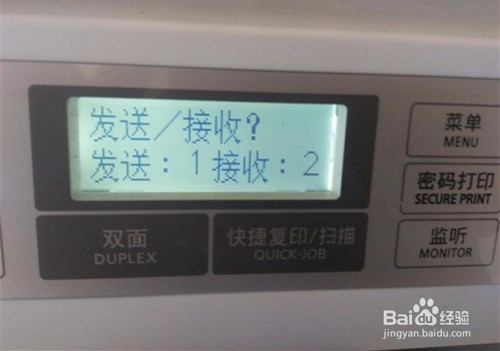 发送／接收？
发送：1接收：2
菜单
MENU
密码打印
SECURE PRINT
双面
DUPLEX
快捷复印/扫描
QUICK-JOB
监听
MONITOR
Bai du 经验
jingyan.baidu.com